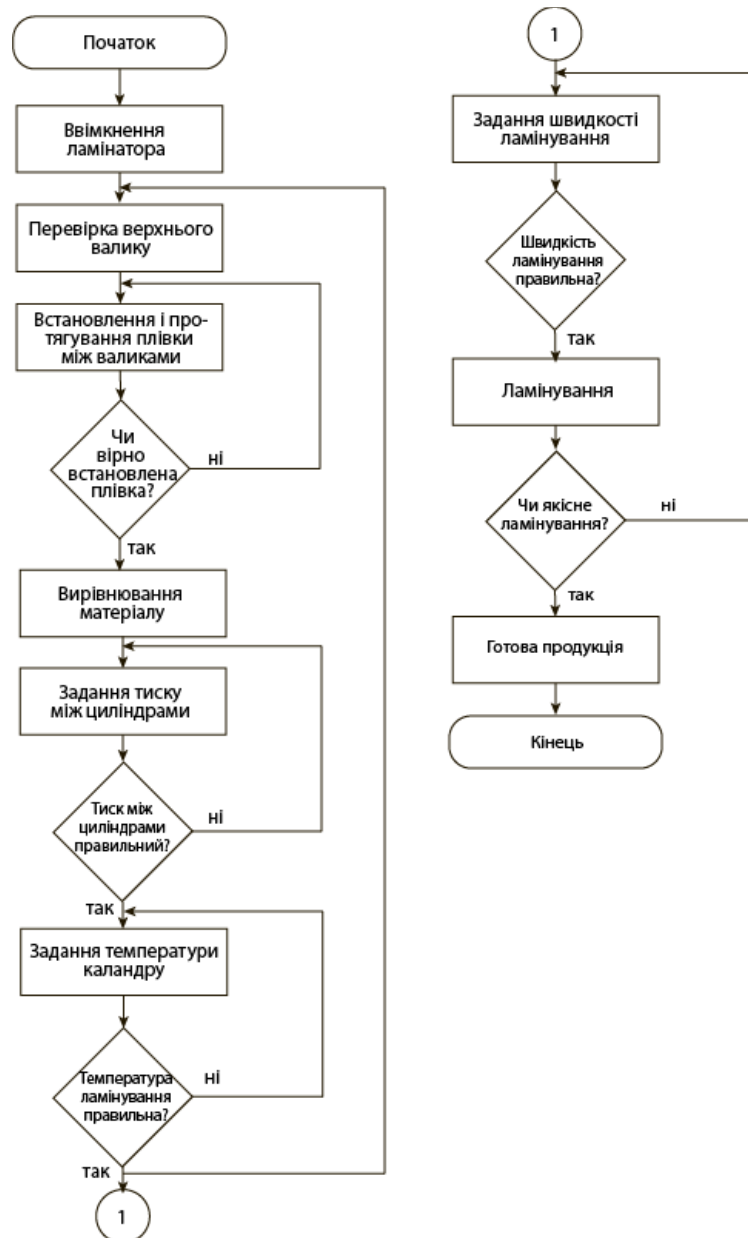 Початок
Ввімкнення
ламінатора
Перевірка верхнього
валику
Встановлення і про-
тягування плівки
між валиками
Чи
вірно
встановлена
плівка?
ні
так
Вирівнювання
матеріалу
Задання тиску
між циліндрами
Тиск між
циліндрами
правильний?
ні
так
Задання температури
каландру
Температура
ламінування
правильна?
ні
так
1
1
Задання швидкості
ламінування
Швидкість
ламінування
правильна?
так
Ламінування
Чи якісне
ламінування?
ні
так
Готова продукція
Кінець